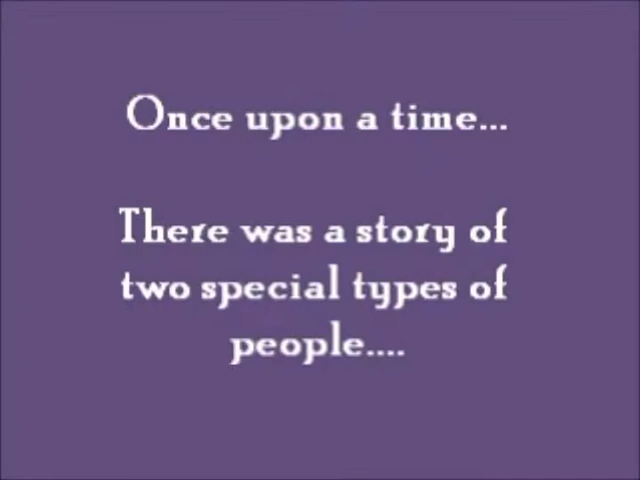 Once upon a time...
There was a story of
two special types of
people....